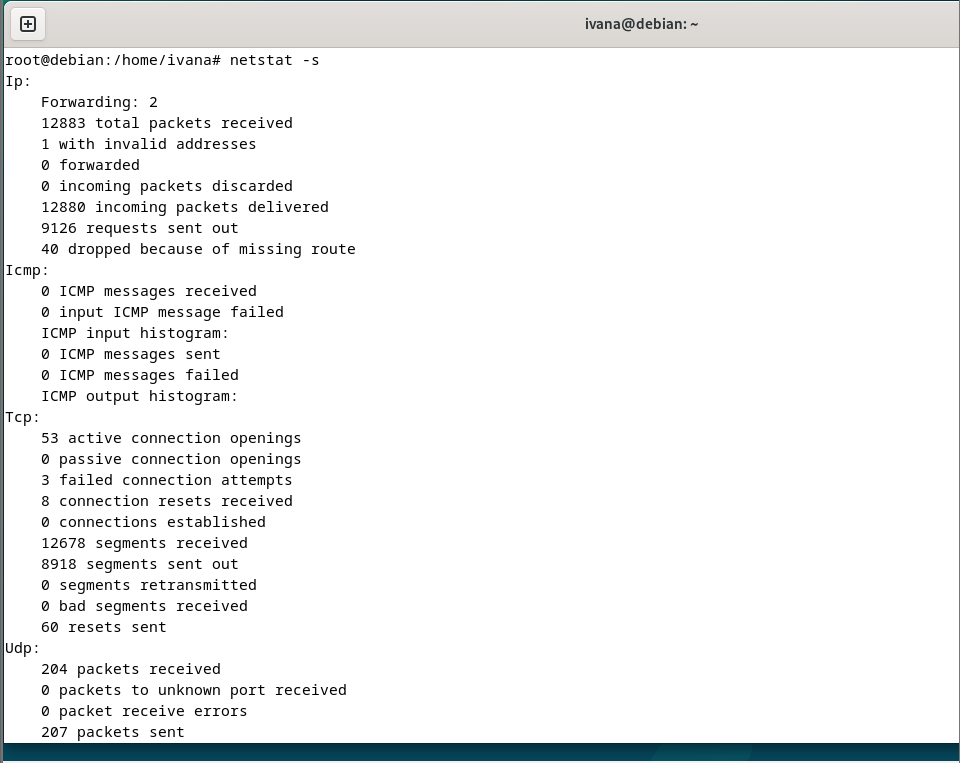 ivana@debian: ~
root@debian:/home/ivana# netstat -s
Ip:
    Forwarding: 2
    12883 total packets received
    1 with invalid addresses
    0 forwarded
    0 incoming packets discarded
    12880 incoming packets delivered
    9126 requests sent out
    40 dropped because of missing route
Icmp:
    0 ICMP messages received
    0 input ICMP message failed
    ICMP input histogram:
    0 ICMP messages sent
    0 ICMP messages failed
    ICMP output histogram:
Tcp:
    53 active connection openings
    0 passive connection openings
    3 failed connection attempts
    8 connection resets received
    0 connections established
    12678 segments received
    8918 segments sent out
    0 segments retransmitted
    0 bad segments received
    60 resets sent
Udp:
    204 packets received
    0 packets to unknown port received
    0 packet receive errors
    207 packets sent